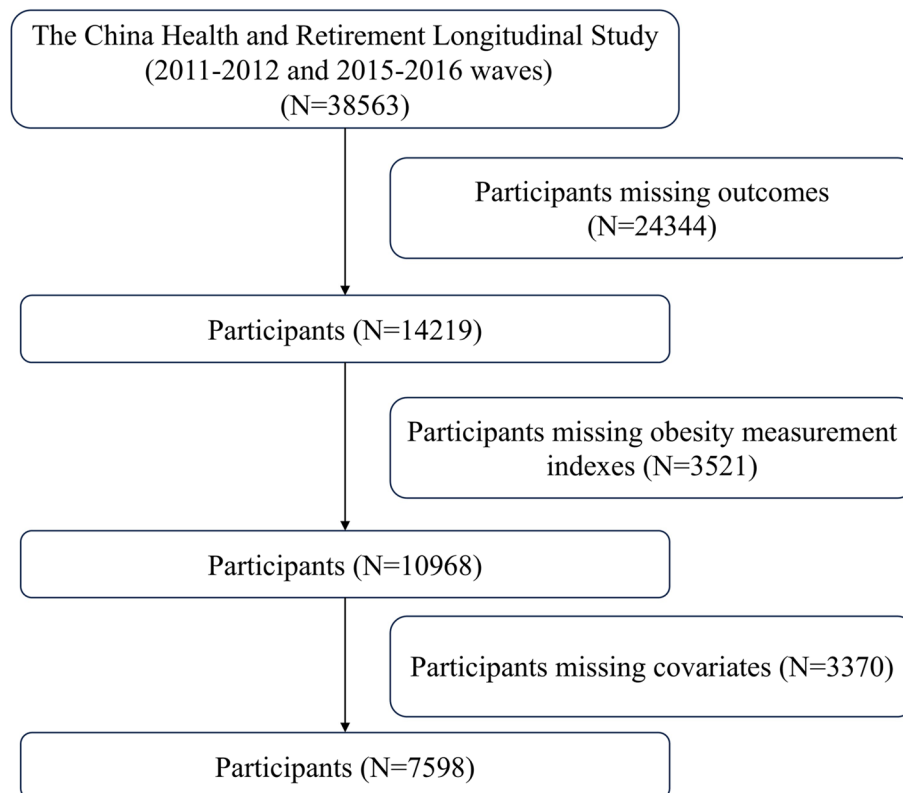 The China Health and Retirement Longitudinal Study
(2011-2012 and 2015-2016 waves)
(N=38563)
Participants missing outcomes
(N=24344)
Participants (N=14219)
Participants missing obesity measurement
indexes (N=3521)
Participants (N=10968)
Participants missing covariates (N=3370)
Participants (N=7598)